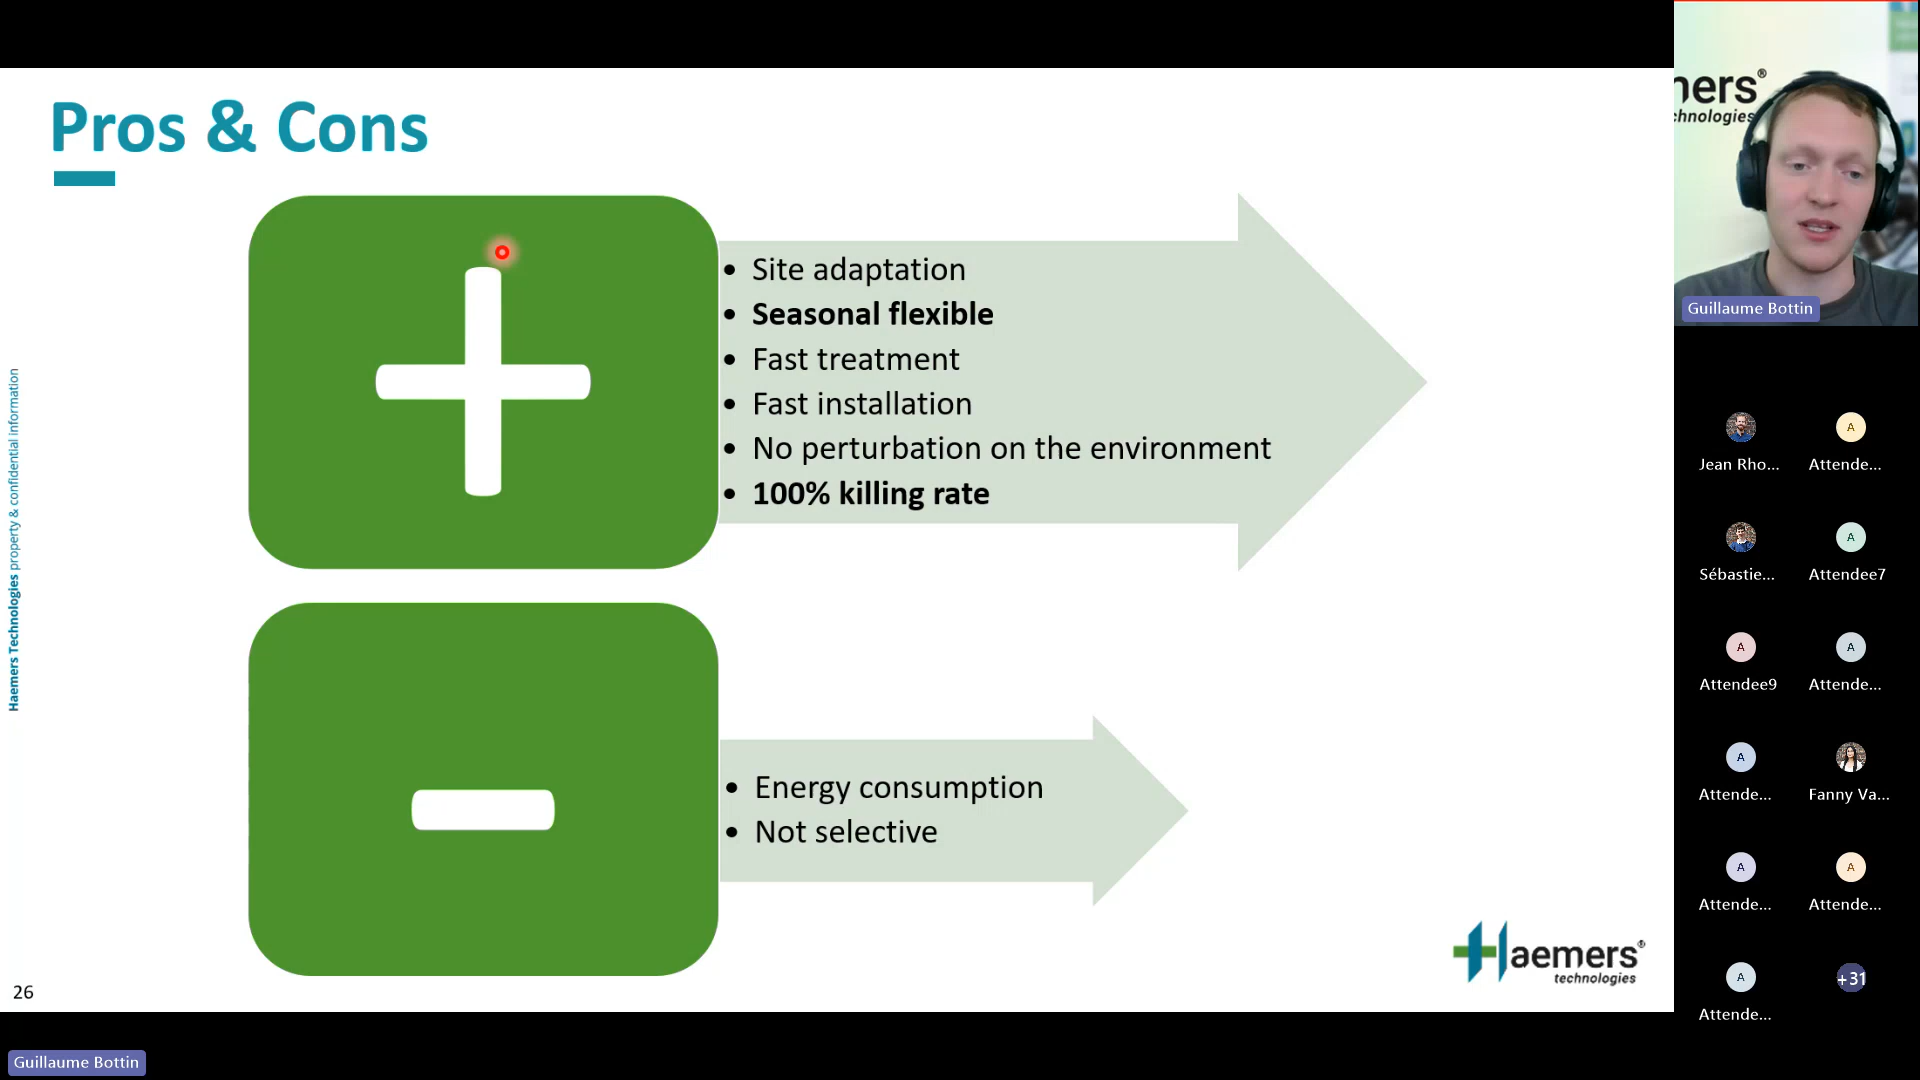 Pros & Cons
• Site adaptation
• Seasonal flexible
• Fast treatment
• Fast installation
• No perturbation on the environment
• 100% killing rate
• Energy consumption
• Not selective
Haemers Technologies property & confidential information
Haemers®
technologies
26
Guillaume Bottin
mers®
chnologies
Guillaume Bottin
Jean Rho...
A
Attende...
Sébastie...
A
Attendee7
A
Attendee9
A
Attende...
A
Attende...
Fanny Va...
A
Attende...
A
Attende...
A
Attende...
+31